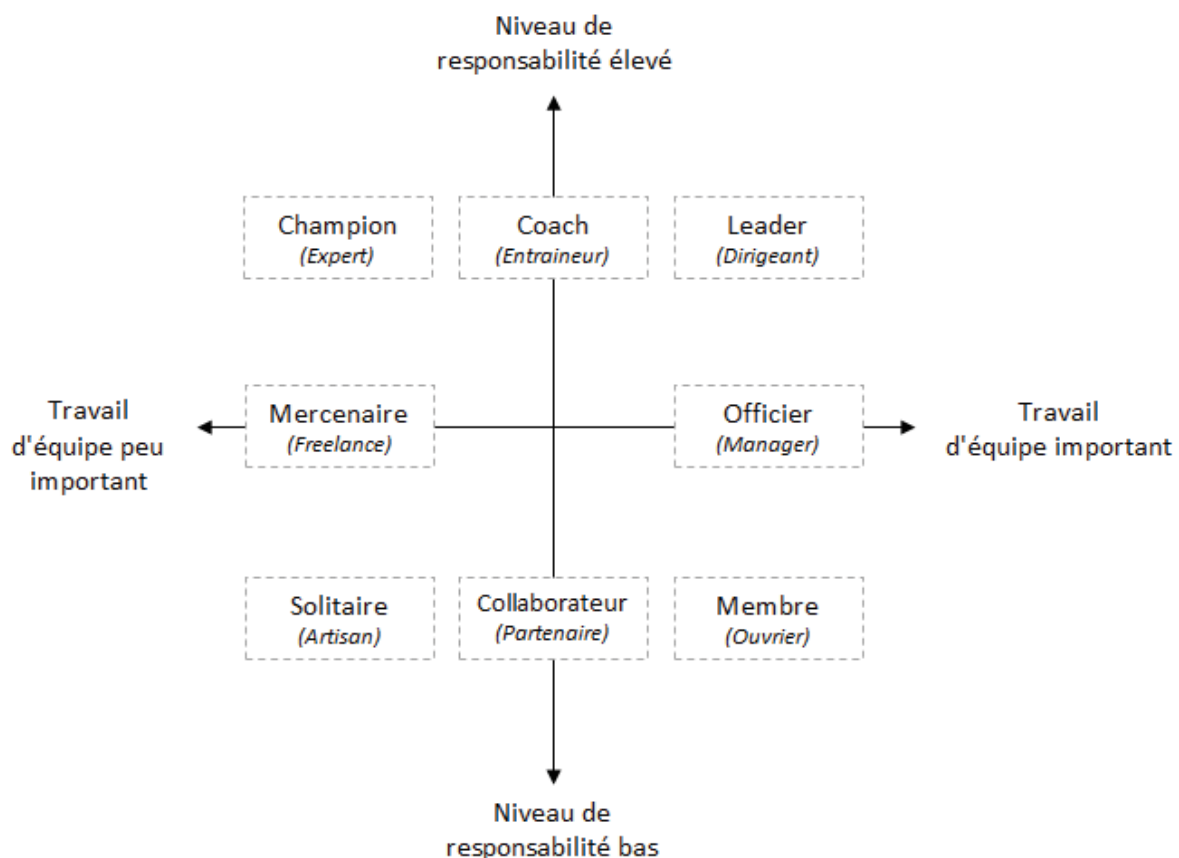 Niveau de
responsabilité élevé
Champion
(Expert)
Coach
(Entraineur)
Leader
(Dirigeant)
Travail
d'équipe peu
important
Mercenaire
(Freelance)
Officier
(Manager)
Travail
d'équipe important
Solitaire
(Artisan)
Collaborateur
(Partenaire)
Membre
(Ouvrier)
Niveau de
responsabilité bas